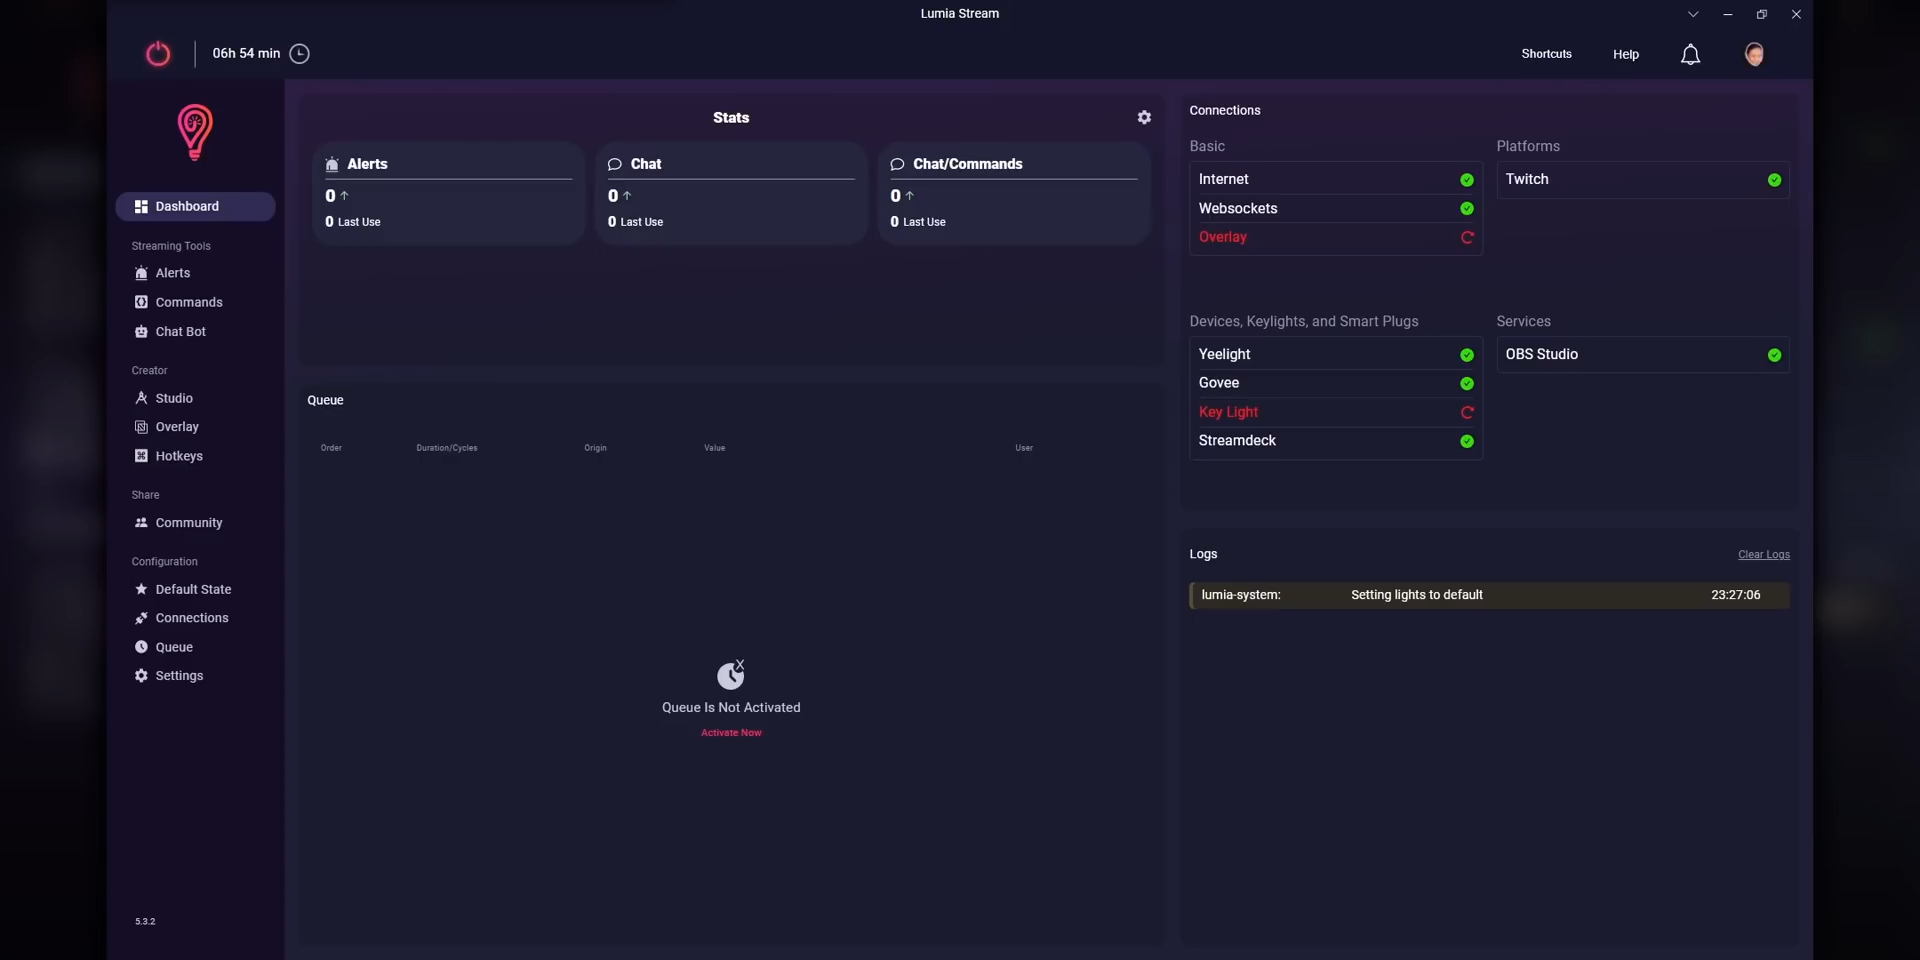 Lumia Stream
06h 54 min
Shortcuts
Help
Dashboard
Streaming Tools
Alerts
Commands
Chat Bot
Creator
Studio
Overlay
Hotkeys
Share
Community
Configuration
Default State
Connections
Queue
Settings
5.3.2
Stats
Alerts
0
0 Last Use
Chat
0
0 Last Use
Chat/Commands
0
0 Last Use
Queue
Order Duration/Cycles Origin Value User
Queue Is Not Activated
Activate Now
Connections
Basic
Internet
Websockets
Overlay
Platforms
Twitch
Devices, Keylights, and Smart Plugs
Yeelight
Govee
Key Light
Streamdeck
Services
OBS Studio
Logs
Clear Logs
lumia-system: Setting lights to default 23:27:06